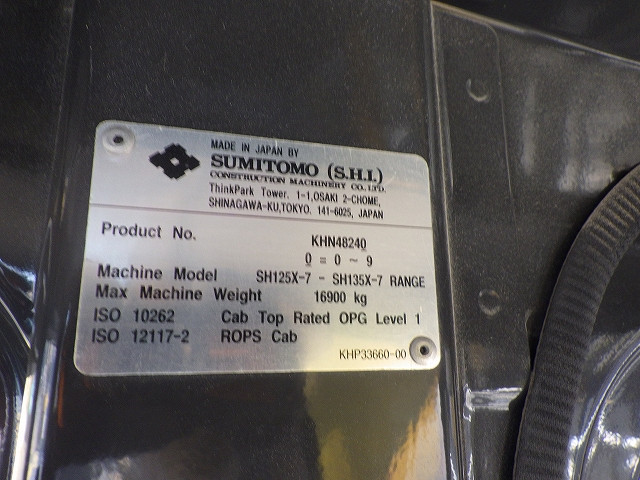 MADE IN JAPAN BY
SUMITOMO (S.H.I.)
CONSTRUCTION MACHINERY CO., LTD.
ThinkPark Tower. 1-1,OSAKI 2-CHOME,
SHINAGAWA-KU,TOKYO. 141-6025, JAPAN
Product No. KHN48240
0 = 0 ~ 9
Machine Model SH125X-7 - SH135X-7 RANGE
Max Machine Weight 16900 kg
ISO 10262 Cab Top Rated OPG Level 1
ISO 12117-2 ROPS Cab
KHP33660-00